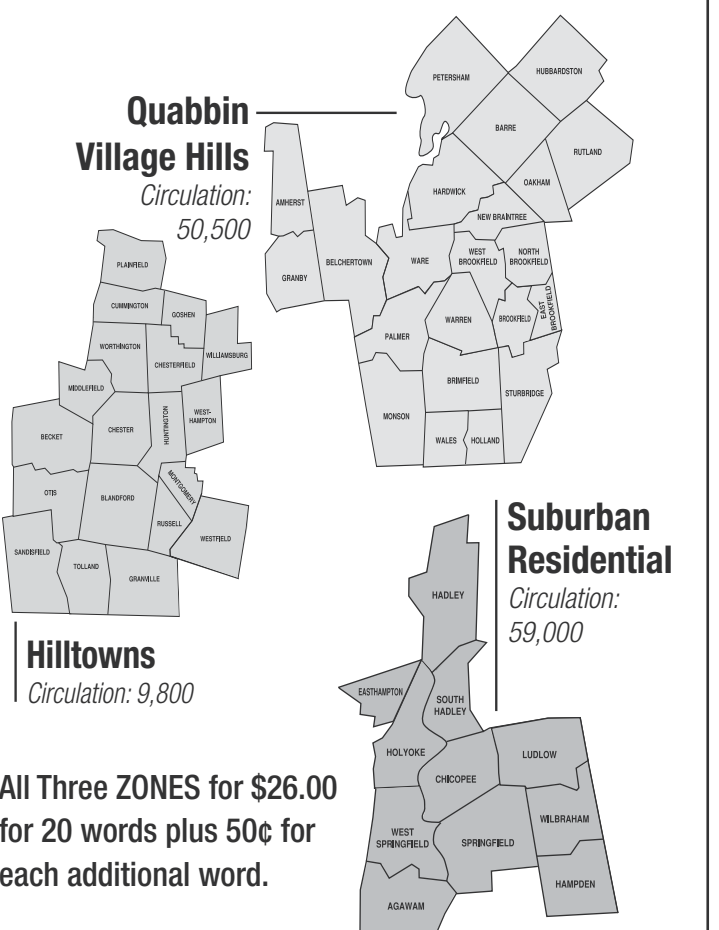 Quabbin
Village Hills
Circulation:
50,500
PETERSHAM
HUBBARDSTON
BARRE
RUTLAND
HARDWICK
OAKHAM
NEW BRAINTREE
AMHERST
GRANBY
BELCHERTOWN
WARE
WEST
BROOKFIELD
NORTH
BROOKFIELD
PALMER
WARREN
BROOKFIELD
EAST
BROOKFIELD
MONSON
BRIMFIELD
STURBRIDGE
WALES
HOLLAND
PLAINFIELD
CUMMINGTON
GOSHEN
WORTHINGTON
CHESTERFIELD
WILLIAMSBURG
MIDDLEFIELD
BECKET
CHESTER
HUNTINGTON
WEST-
HAMPTON
OTIS
BLANDFORD
MONTGOMERY
RUSSELL
WESTFIELD
SANDISFIELD
TOLLAND
GRANVILLE
Hilltowns
Circulation: 9,800
Suburban
Residential
Circulation:
59,000
HADLEY
EASTHAMPTON
SOUTH
HADLEY
HOLYOKE
CHICOPEE
LUDLOW
WEST
SPRINGFIELD
SPRINGFIELD
WILBRAHAM
HAMPDEN
AGAWAM
All Three ZONES for $26.00
for 20 words plus 50¢ for
each additional word.